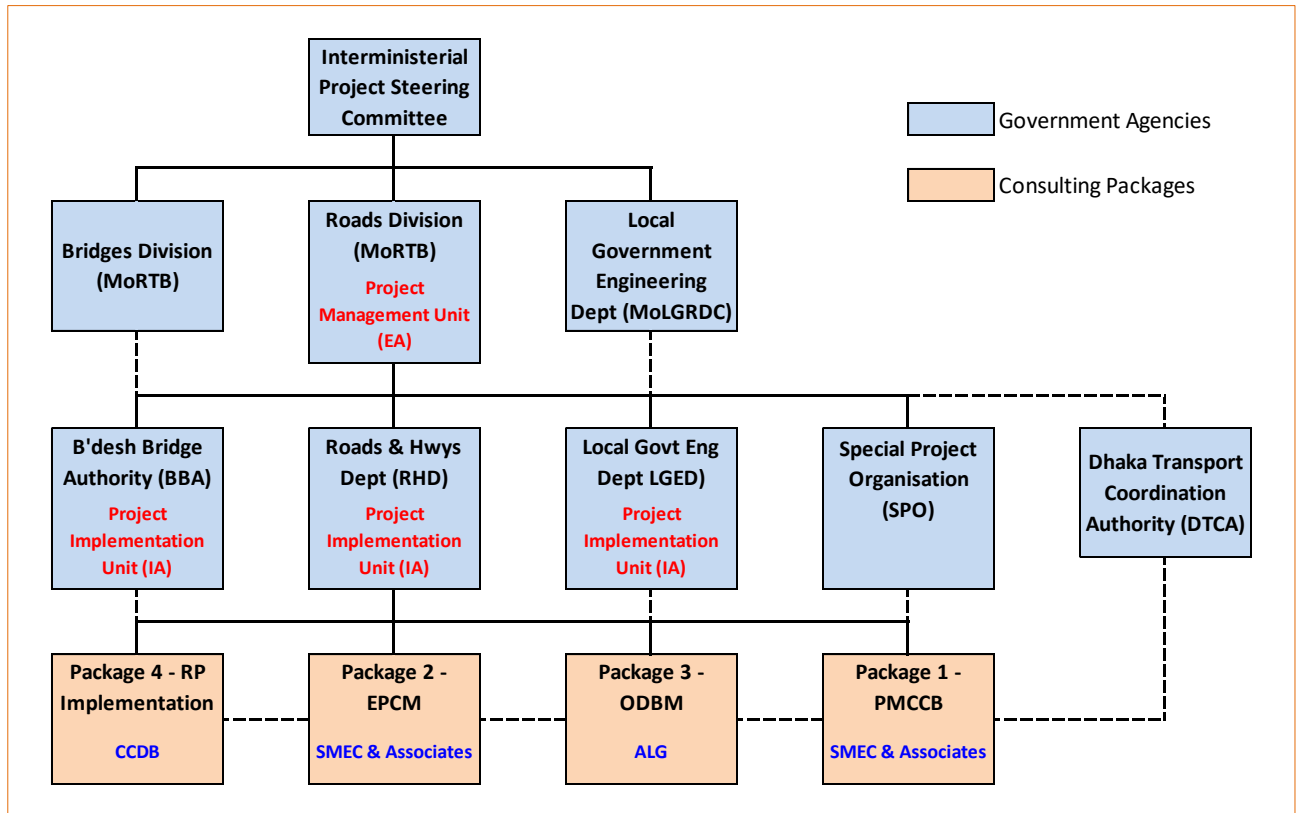 Interministerial
Project Steering
Committee
Government Agencies
Consulting Packages
Bridges Division
(MoRTB)
Roads Division
(MoRTB)
Project
Management Unit
(EA)
Local
Government
Engineering
Dept (MoLGRDC)
B'desh Bridge
Authority (BBA)
Project
Implementation
Unit (IA)
Roads & Hwys
Dept (RHD)
Project
Implementation
Unit (IA)
Local Govt Eng
Dept LGED)
Project
Implementation
Unit (IA)
Special Project
Organisation
(SPO)
Dhaka Transport
Coordination
Authority (DTCA)
Package 4 - RP
Implementation
CCDB
Package 2 -
EPCM
SMEC & Associates
Package 3 -
ODBM
ALG
Package 1 -
PMCCB
SMEC & Associates